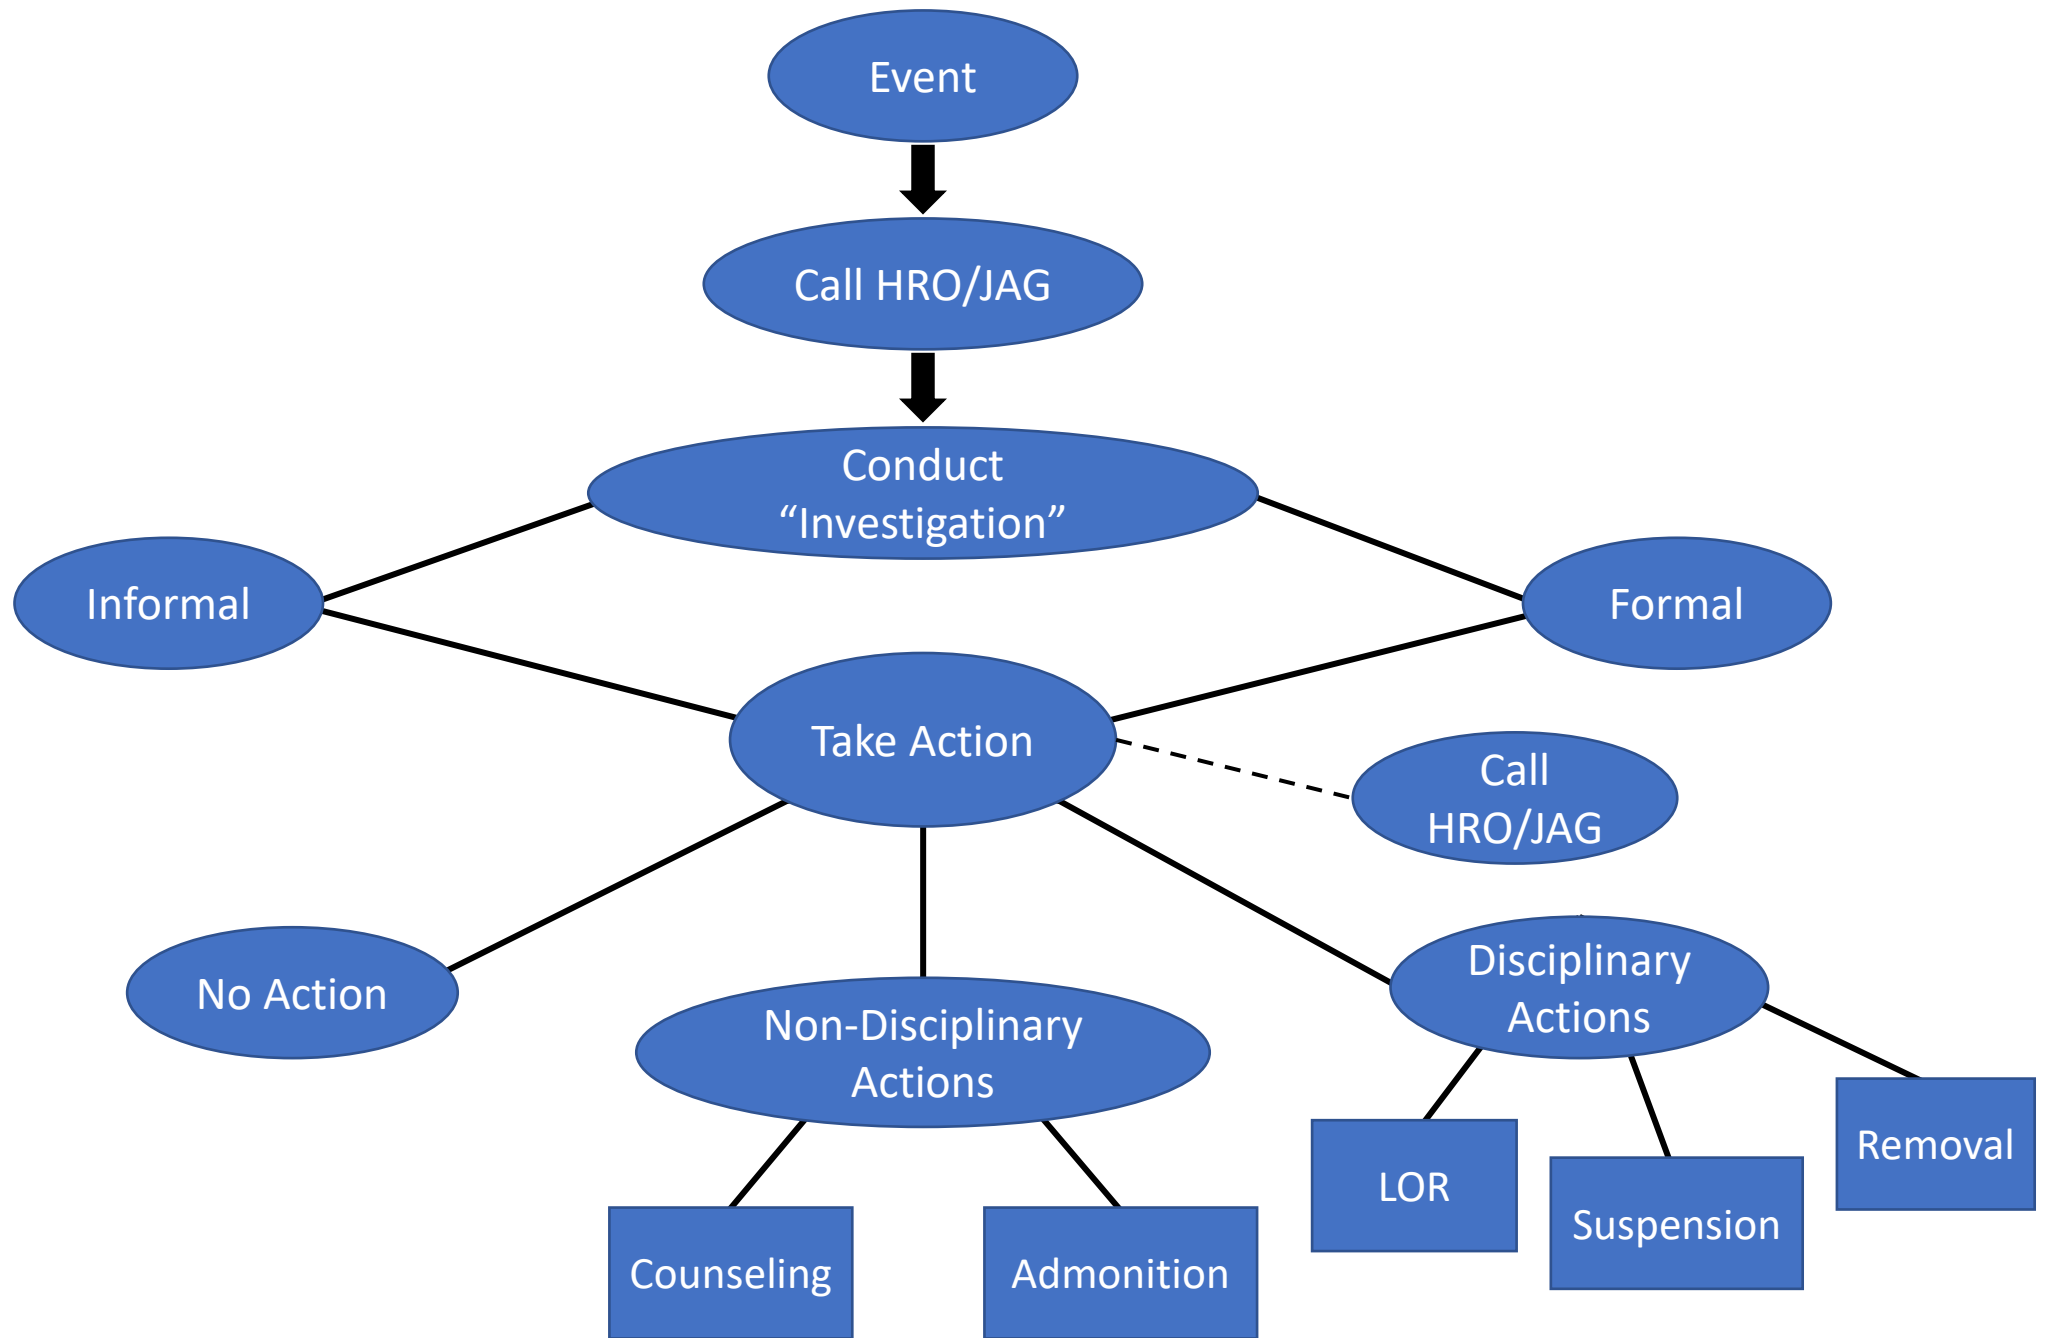 Event
Call HRO/JAG
Conduct
“Investigation”
Informal
Formal
Take Action
Call
HRO/JAG
No Action
Non-Disciplinary
Actions
Disciplinary
Actions
Counseling
Admonition
LOR
Suspension
Removal